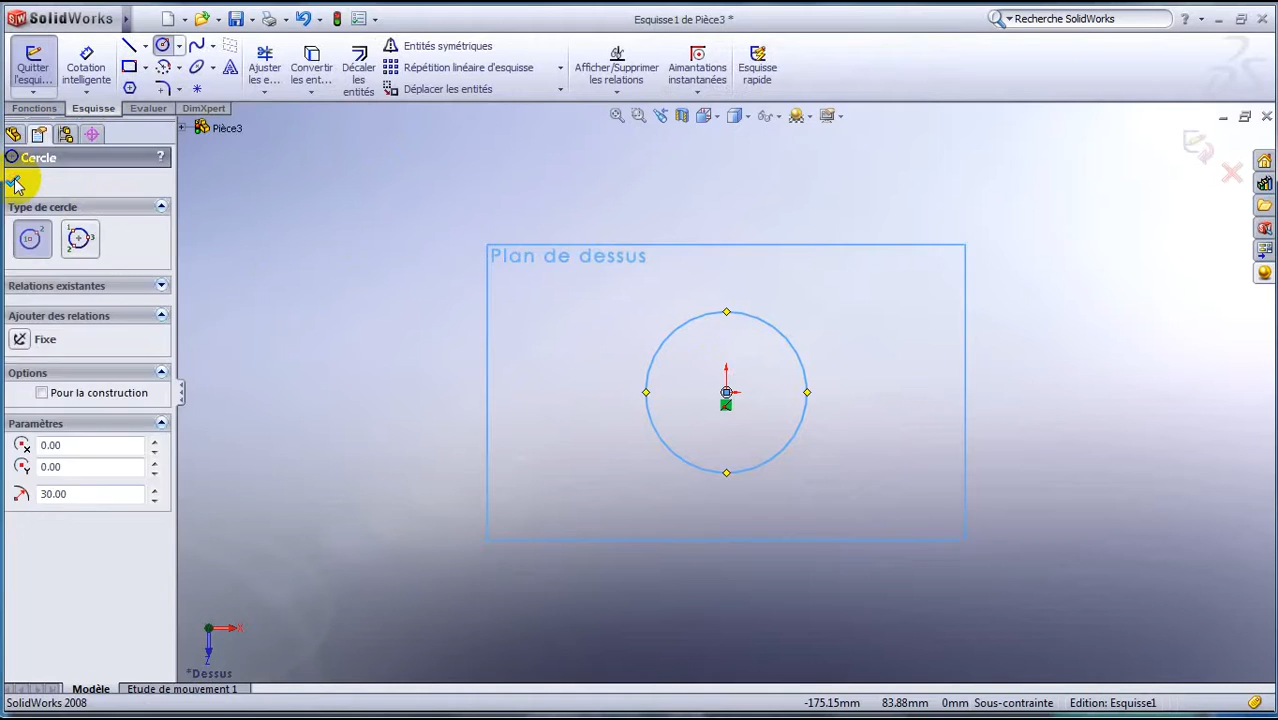 SolidWorks
Esquisse1 de Pièce3 *
Recherche SolidWorks
?
Quitter l'esqui...
Cotation intelligente
Ajuster les e...
Convertir les ent...
Décaler les entités
Entités symétriques
Répétition linéaire d'esquisse
Déplacer les entités
Afficher/Supprimer les relations
Aimantations instantanées
Esquisse rapide
Fonctions
Esquisse
Evaluer
DimXpert
Pièce3
Cercle
?
Type de cercle
Relations existantes
Ajouter des relations
Fixe
Options
Pour la construction
Paramètres
0.00
0.00
30.00
Plan de dessus
X
Z
*Dessus
Modèle
Etude de mouvement 1
SolidWorks 2008
-175.15mm
83.88mm
0mm
Sous-contrainte
Edition: Esquisse1